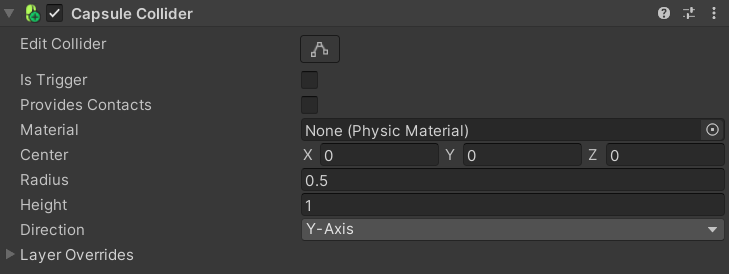 Capsule Collider
Edit Collider
Is Trigger
Provides Contacts
Material None (Physic Material)
Center X 0 Y 0 Z 0
Radius 0.5
Height 1
Direction Y-Axis
Layer Overrides